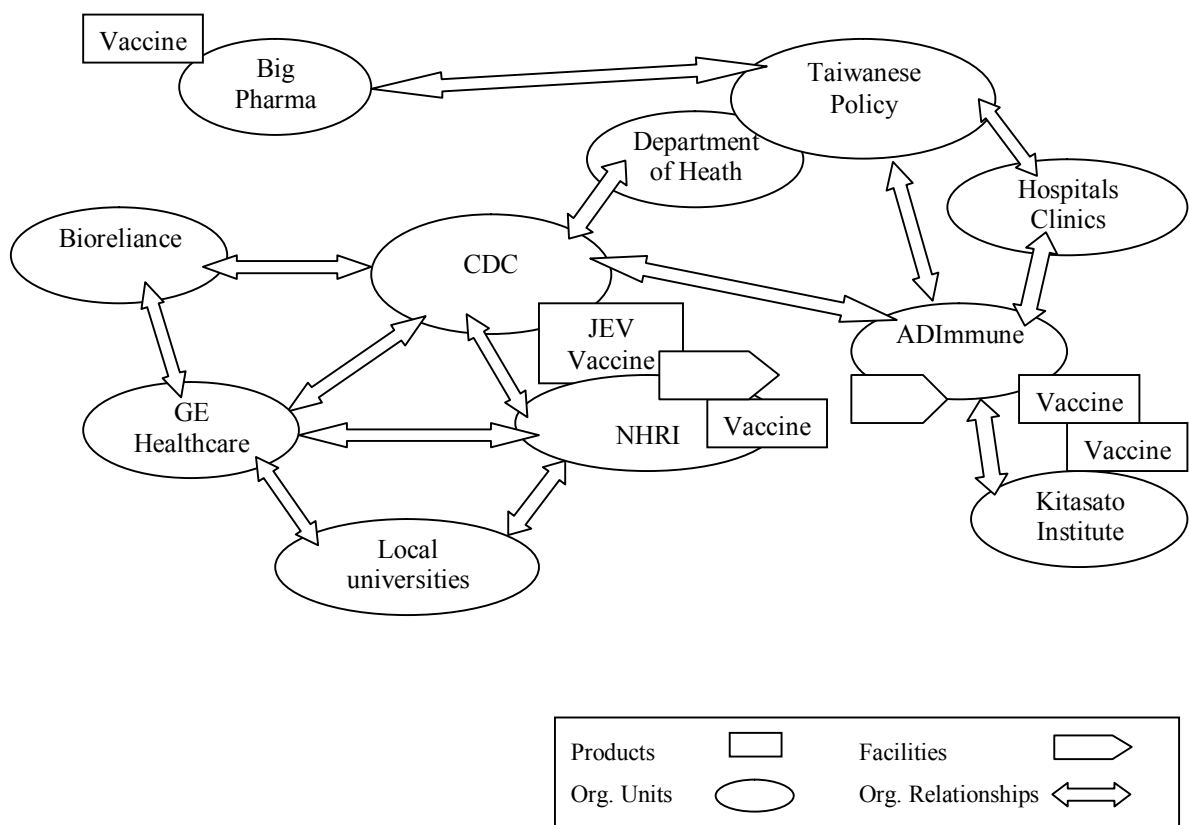 Vaccine
Big
Pharma
Taiwanese
Policy
Department
of Heath
Hospitals
Clinics
Bioreliance
CDC
JEV
Vaccine
ADImmune
GE
Healthcare
NHRI
Vaccine
Vaccine
Vaccine
Kitasato
Institute
Local
universities
Products
Facilities
Org. Units
Org. Relationships